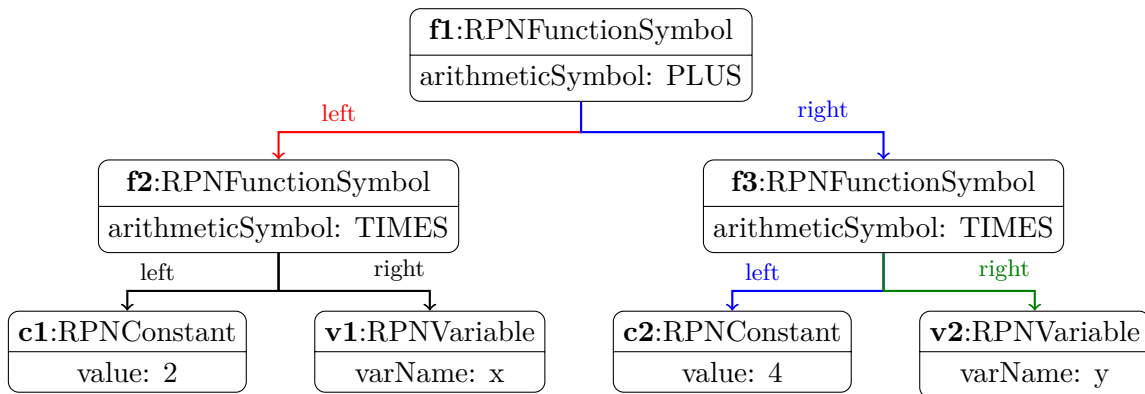 f1:RPNFunctionSymbol
arithmeticSymbol: PLUS
left
right
f2:RPNFunctionSymbol
arithmeticSymbol: TIMES
f3:RPNFunctionSymbol
arithmeticSymbol: TIMES
left
right
left
right
c1:RPNConstant
value: 2
v1:RPNVariable
varName: x
c2:RPNConstant
value: 4
v2:RPNVariable
varName: y